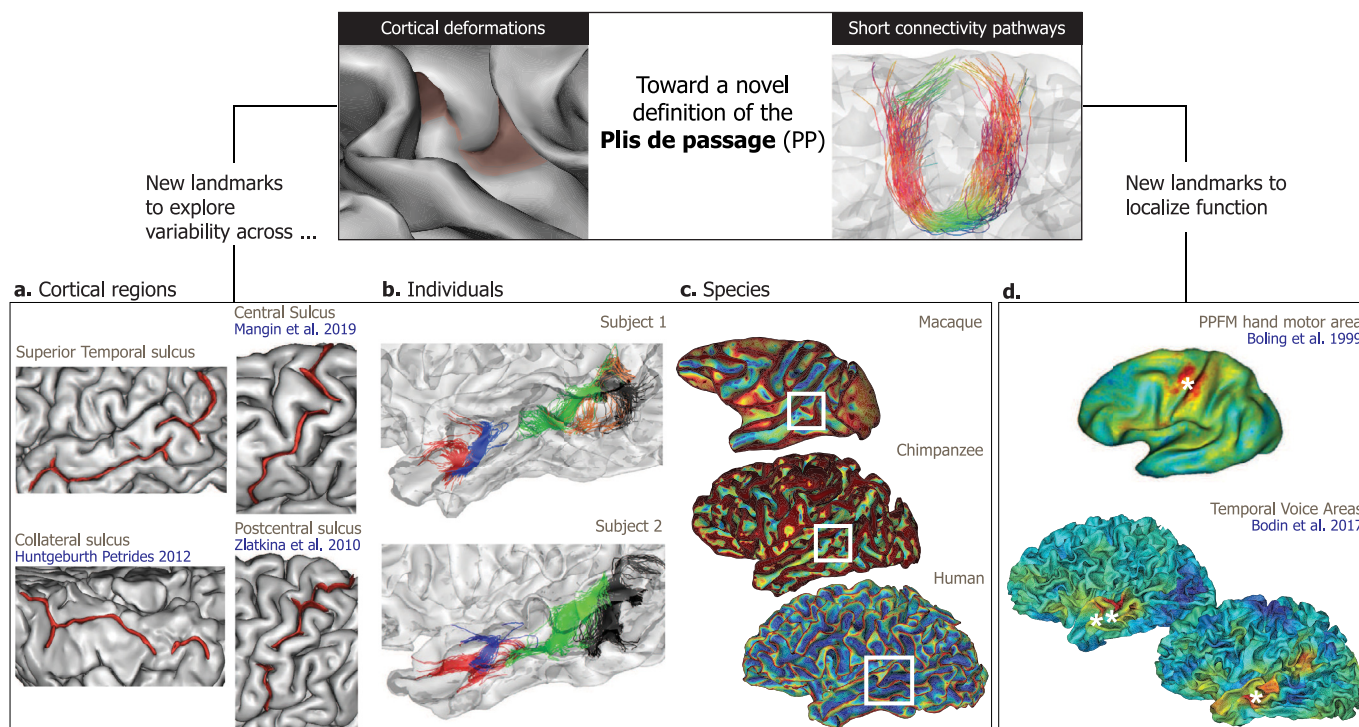 Cortical deformations
Short connectivity pathways
Toward a novel
definition of the
Plis de passage (PP)
New landmarks
to explore
variability across ...
New landmarks to
localize function
a. Cortical regions
Superior Temporal sulcus
Central Sulcus
Mangin et al. 2019
Collateral sulcus
Huntgeburth Petrides 2012
Postcentral sulcus
Zlatkina et al. 2010
b. Individuals
Subject 1
Subject 2
c. Species
Macaque
Chimpanzee
Human
d.
PPFM hand motor area
Boling et al. 1999
*
Temporal Voice Areas
Bodin et al. 2017
**
*